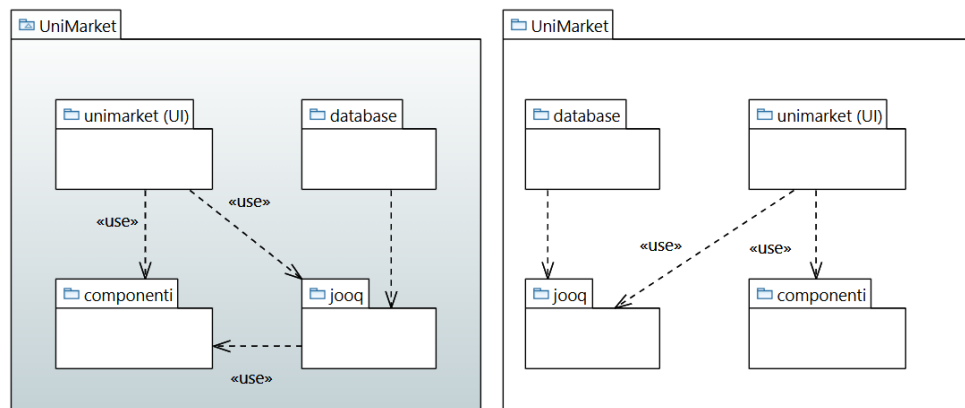 UniMarket
unimarket (UI)
database
«use»
«use»
componenti
jooq
«use»
UniMarket
database
unimarket (UI)
«use»
«use»
jooq
componenti